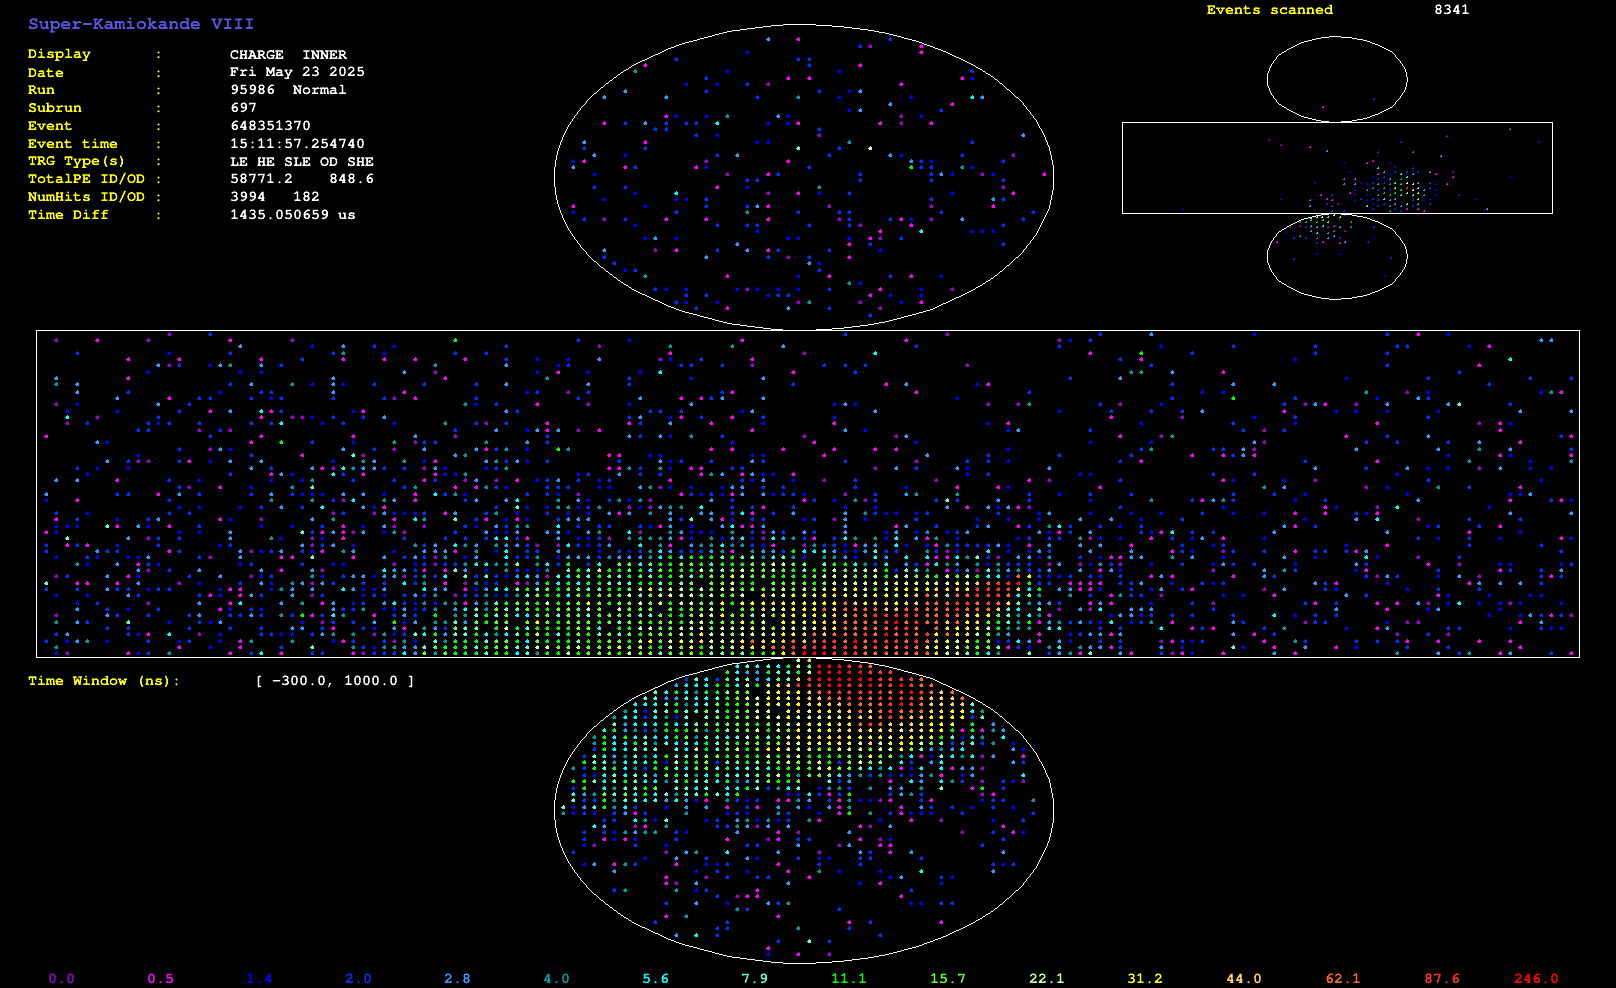 Super-Kamiokande VIII
Events scanned 8341
Display : CHARGE INNER
Date : Fri May 23 2025
Run : 95986 Normal
Subrun : 697
Event : 648351370
Event time : 15:11:57.254740
TRG Type(s) : LE HE SLE OD SHE
TotalPE ID/OD : 58771.2 848.6
NumHits ID/OD : 3994 182
Time Diff : 1435.050659 us
Time Window (ns): [ -300.0, 1000.0 ]
0.0 0.5 1.4 2.0 2.8 4.0 5.6 7.9 11.1 15.7 22.1 31.2 44.0 62.1 87.6 246.0